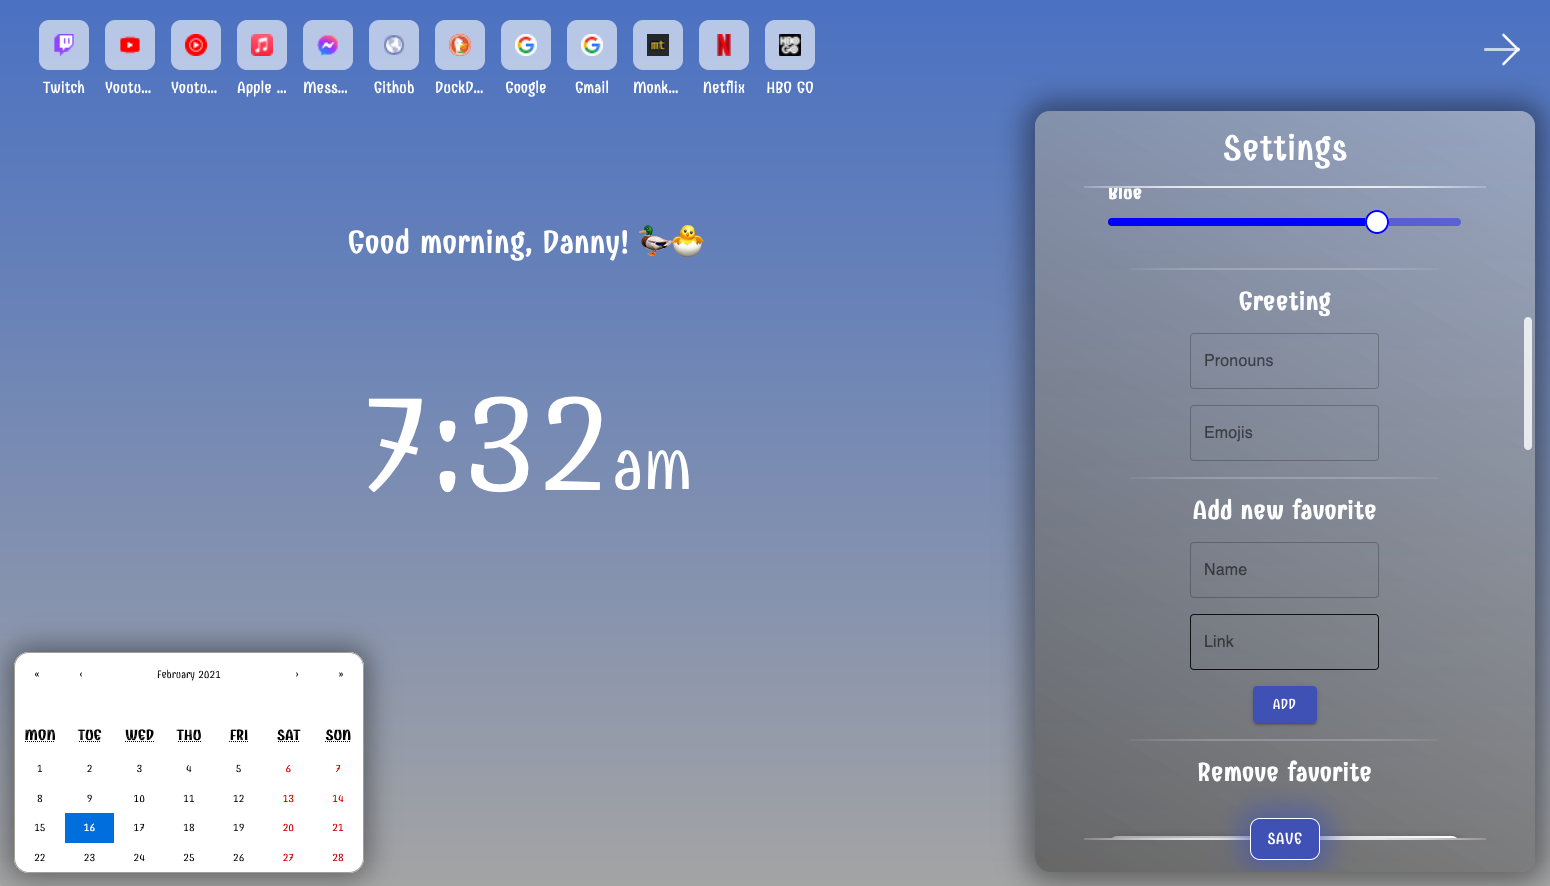 Twitch Youtu... Youtu... Apple ... Mess... Github DuckD... Google Gmail Monk... Netflix HBO GO
mt
HBO
GO
Good morning, Danny! 🦆🐣
7:32am
« ‹ February 2021 › »
MON TUE WED THU FRI SAT SUN
1 2 3 4 5 6 7
8 9 10 11 12 13 14
15 16 17 18 19 20 21
22 23 24 25 26 27 28
Settings
Blue
Greeting
Pronouns
Emojis
Add new favorite
Name
Link
ADD
Remove favorite
SAVE